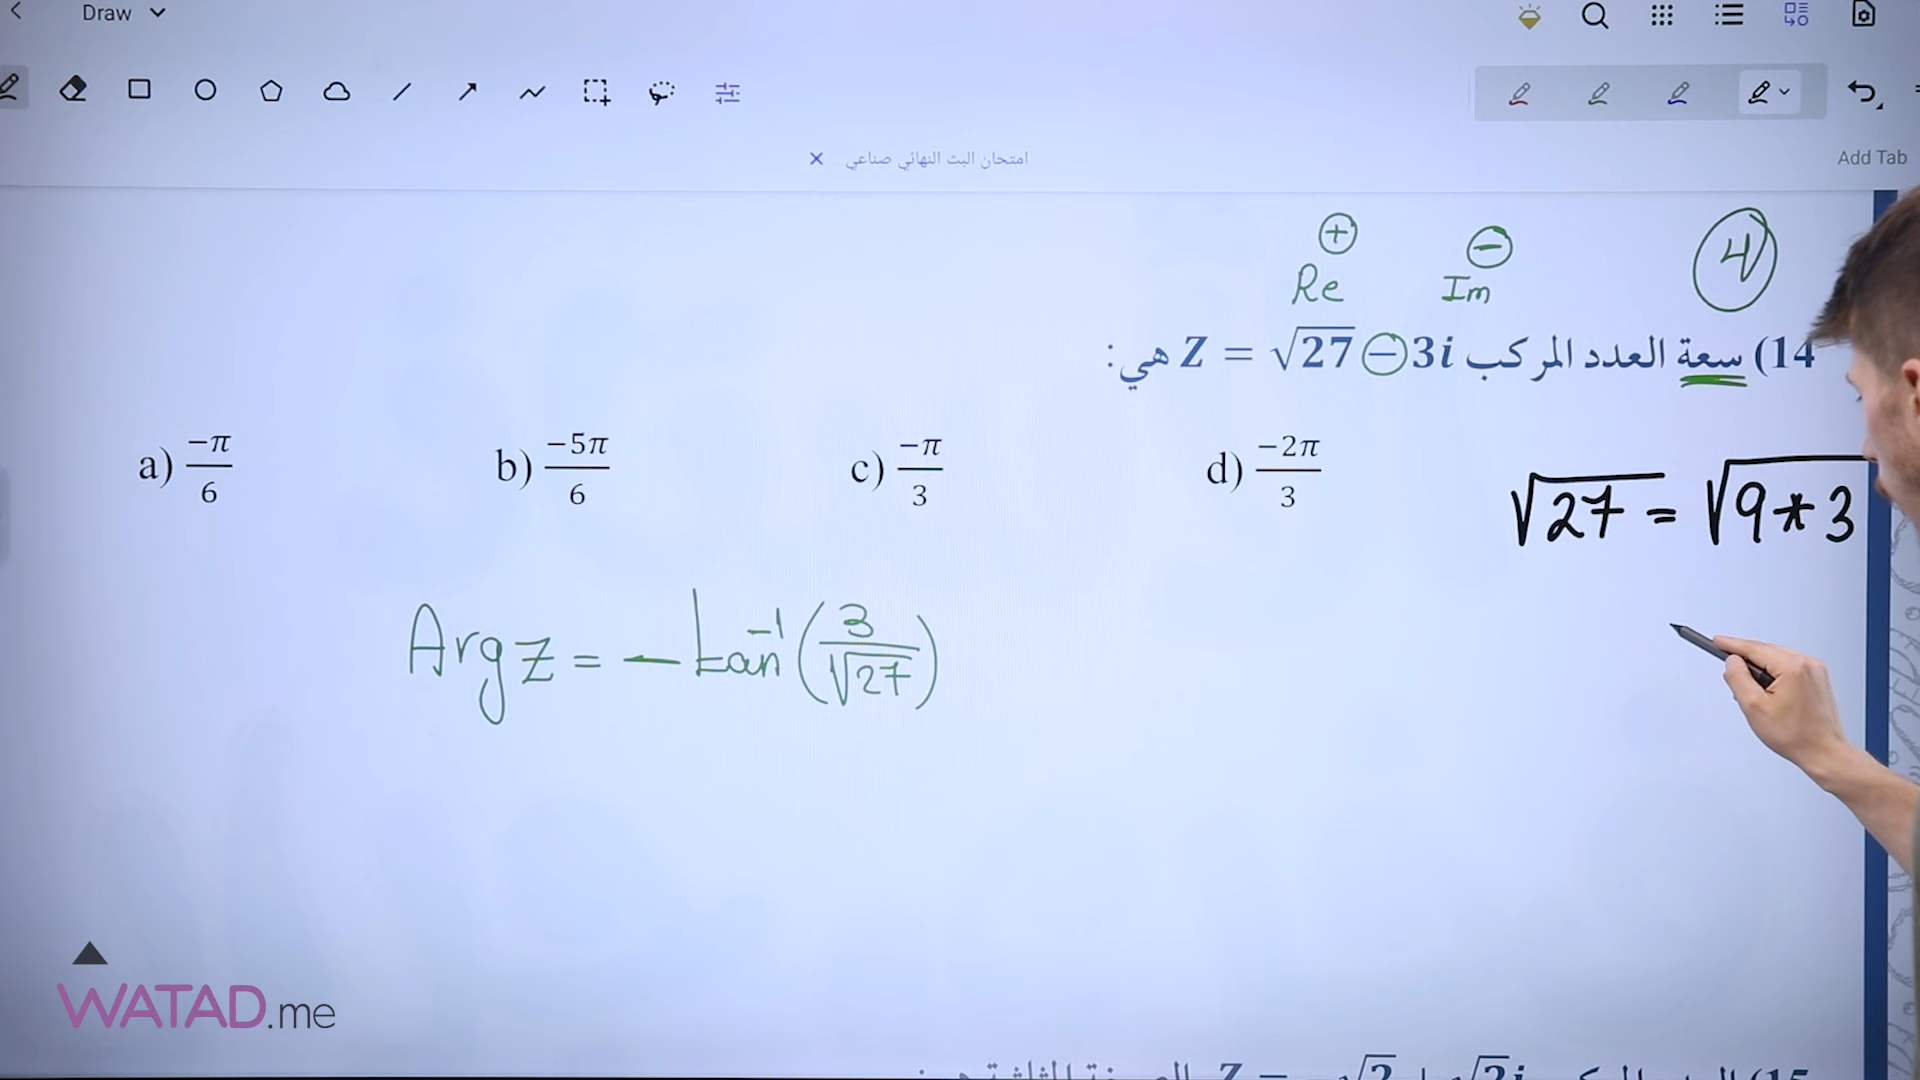 Draw
امتحان البث النهائي صناعي
Add Tab
+ −
Re Im 4
14) سعة العدد المركب Z = √27 − 3i هي:
a) −π/6 b) −5π/6 c) −π/3 d) −2π/3
√27 = √9*3
Arg z = − tan⁻¹(3/√27)
WATAD.me